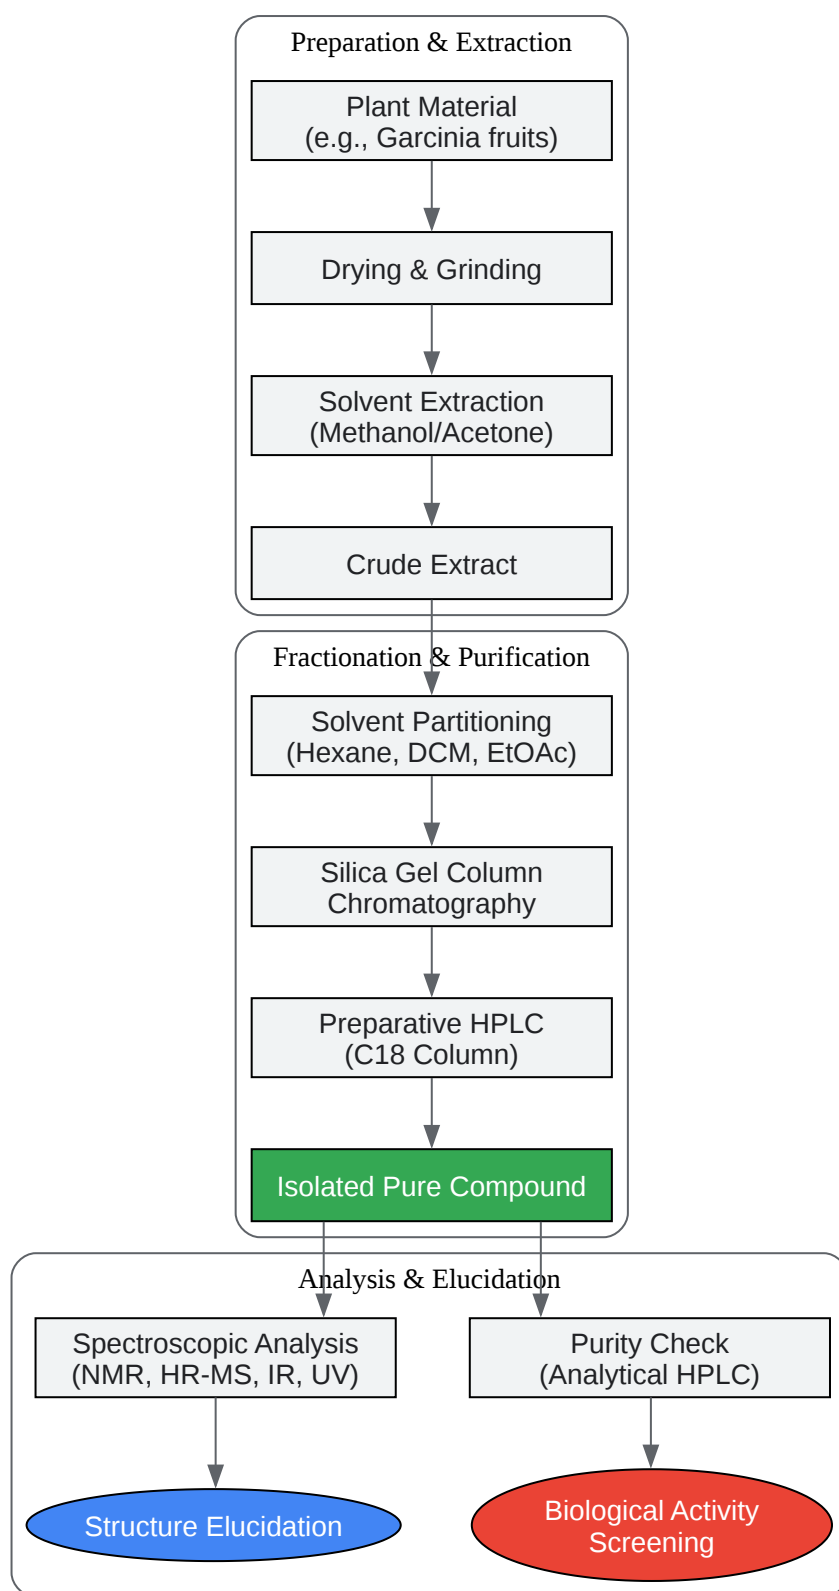 Preparation & Extraction
Plant Material
(e.g., Garcinia fruits)
Drying & Grinding
Solvent Extraction
(Methanol/Acetone)
Crude Extract
Fractionation & Purification
Solvent Partitioning
(Hexane, DCM, EtOAc)
Silica Gel Column
Chromatography
Preparative HPLC
(C18 Column)
Isolated Pure Compound
Analysis & Elucidation
Spectroscopic Analysis
(NMR, HR-MS, IR, UV)
Purity Check
(Analytical HPLC)
Structure Elucidation
Biological Activity
Screening